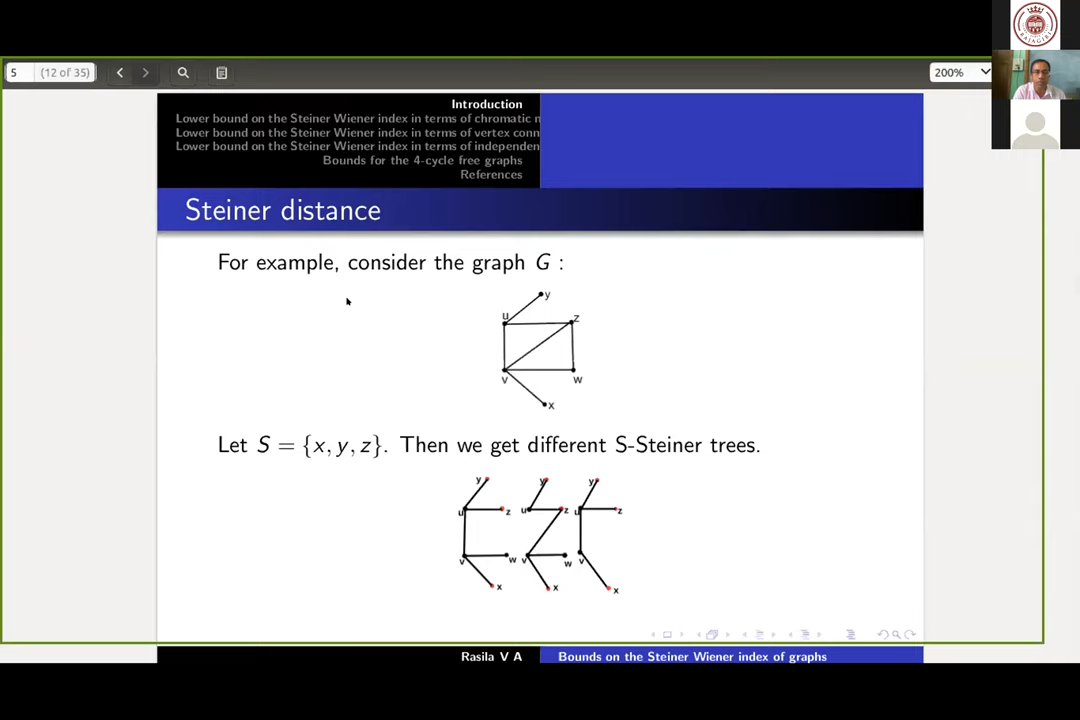 5 (12 of 35)
200%
RAJAGIRI
Introduction
Lower bound on the Steiner Wiener index in terms of chromatic n
Lower bound on the Steiner Wiener index in terms of vertex conn
Lower bound on the Steiner Wiener index in terms of independen
Bounds for the 4-cycle free graphs
References
Steiner distance
For example, consider the graph G :
y
u z
v w
x
Let S = {x, y, z}. Then we get different S-Steiner trees.
y y y
u z u z u z
v w v w v
x x x
Rasila V A Bounds on the Steiner Wiener index of graphs